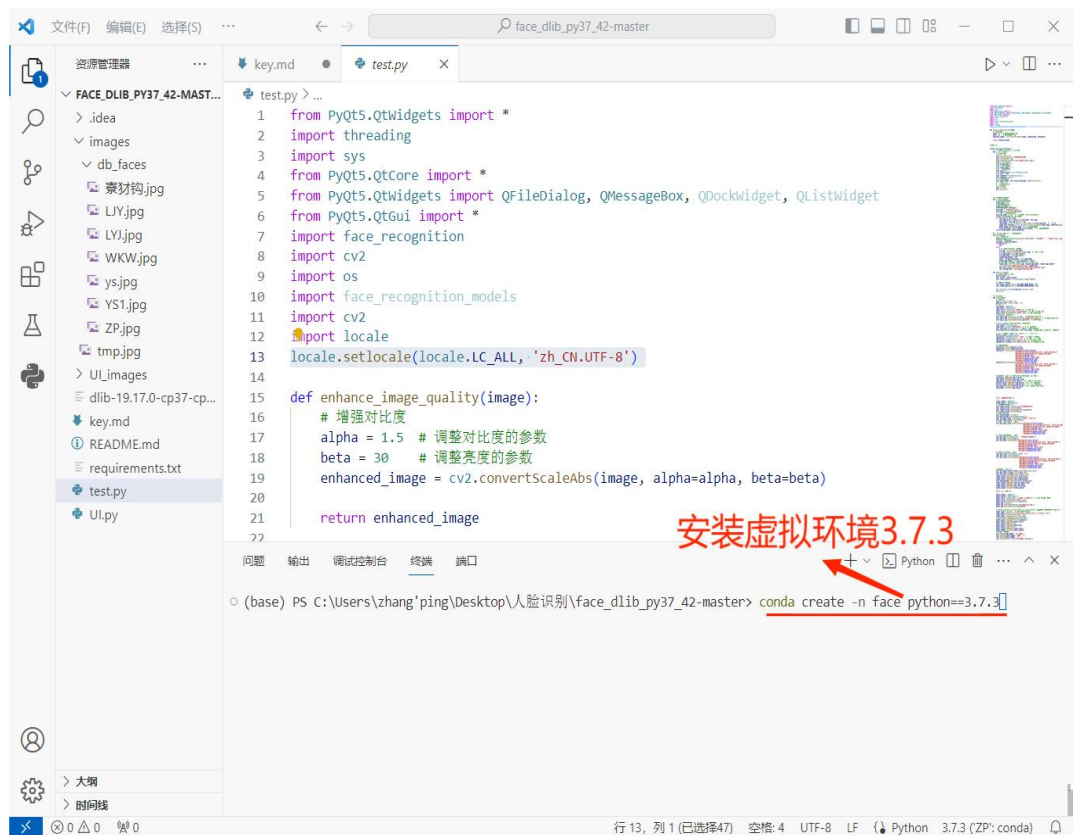 文件(F) 编辑(E) 选择(S) ···
face_dlib_py37_42-master
资源管理器 ···
key.md
test.py
test.py > ...
FACE_DLIB_PY37_42-MAST...
.idea
images
db_faces
LJY.jpg
LYJ.jpg
WKW.jpg
ys.jpg
YS1.jpg
ZP.jpg
tmp.jpg
UI_images
dlib-19.17.0-cp37-cp...
key.md
README.md
requirements.txt
test.py
UI.py
1 from PyQt5.QtWidgets import *
2 import threading
3 import sys
4 from PyQt5.QtCore import *
5 from PyQt5.QtWidgets import QFileDialog, QMessageBox, QDockWidget, QListWidget
6 from PyQt5.QtGui import *
7 import face_recognition
8 import cv2
9 import os
10 import face_recognition_models
11 import cv2
12 import locale
13 locale.setlocale(locale.LC_ALL, 'zh_CN.UTF-8')
14
15 def enhance_image_quality(image):
16 # 增强对比度
17 alpha = 1.5 # 调整对比度的参数
18 beta = 30 # 调整亮度的参数
19 enhanced_image = cv2.convertScaleAbs(image, alpha=alpha, beta=beta)
20
21 return enhanced_image
22
安装虚拟环境3.7.3
问题 输出 调试控制台 终端 端口
Python
(base) PS C:\Users\zhang'ping\Desktop\人脸识别\face_dlib_py37_42-master> conda create -n face python==3.7.3
大纲
时间线
0 0 0
行 13，列 1 (已选择47) 空格: 4 UTF-8 LF Python 3.7.3 ('ZP': conda)